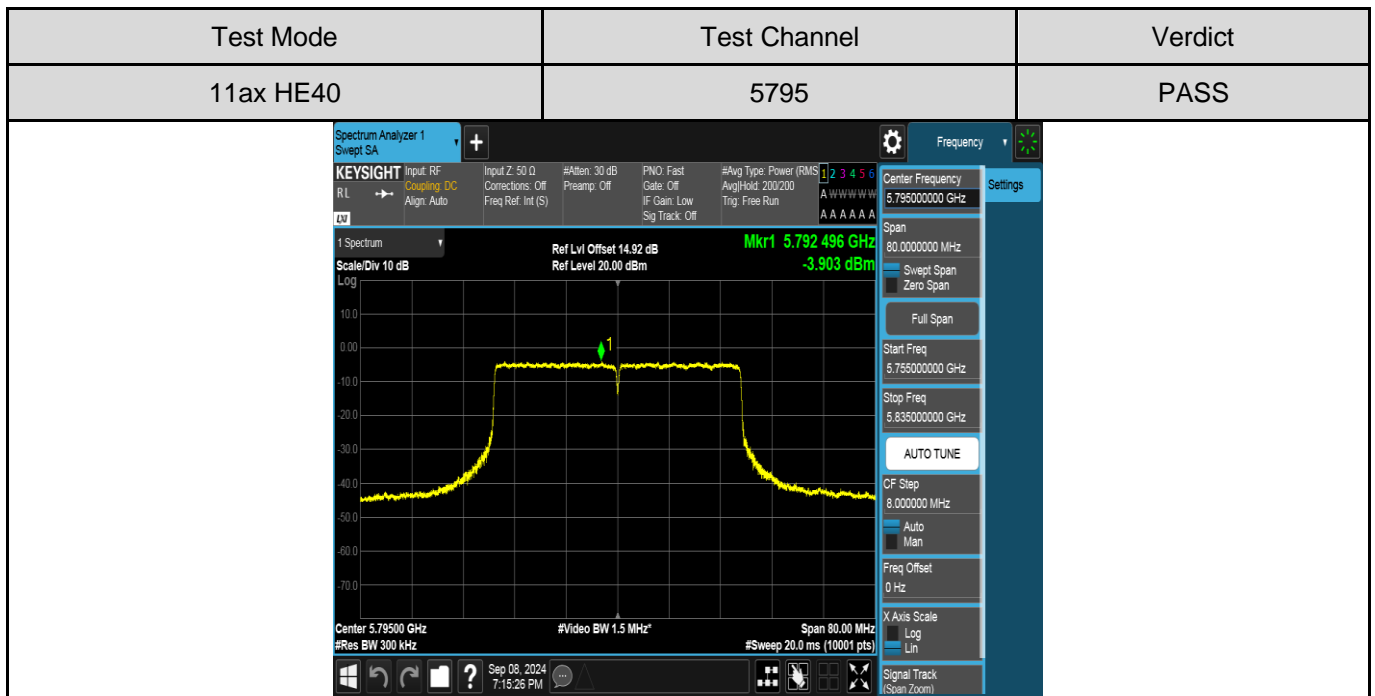 Test Mode Test Channel Verdict
11ax HE40 5795 PASS
Spectrum Analyzer 1
Swept SA
+
Frequency
KEYSIGHT
R L
LXI
Input: RF
Coupling: DC
Align: Auto
Input Z: 50 Ω
Corrections: Off
Freq Ref: Int (S)
#Atten: 30 dB
Preamp: Off
PNO: Fast
Gate: Off
IF Gain: Low
Sig Track: Off
#Avg Type: Power (RMS
Avg|Hold: 200/200
Trig: Free Run
1 2 3 4 5 6
A W W W W W
A A A A A A
1 Spectrum
Scale/Div 10 dB
Log
Ref Lvl Offset 14.92 dB
Ref Level 20.00 dBm
Mkr1 5.792 496 GHz
-3.903 dBm
10.0
0.00
1
-10.0
-20.0
-30.0
-40.0
-50.0
-60.0
-70.0
Center 5.79500 GHz
#Res BW 300 kHz
#Video BW 1.5 MHz*
Span 80.00 MHz
#Sweep 20.0 ms (10001 pts)
?
Sep 08, 2024
7:15:26 PM
Settings
Center Frequency
5.795000000 GHz
Span
80.0000000 MHz
Swept Span
Zero Span
Full Span
Start Freq
5.755000000 GHz
Stop Freq
5.835000000 GHz
AUTO TUNE
CF Step
8.000000 MHz
Auto
Man
Freq Offset
0 Hz
X Axis Scale
Log
Lin
Signal Track
(Span Zoom)